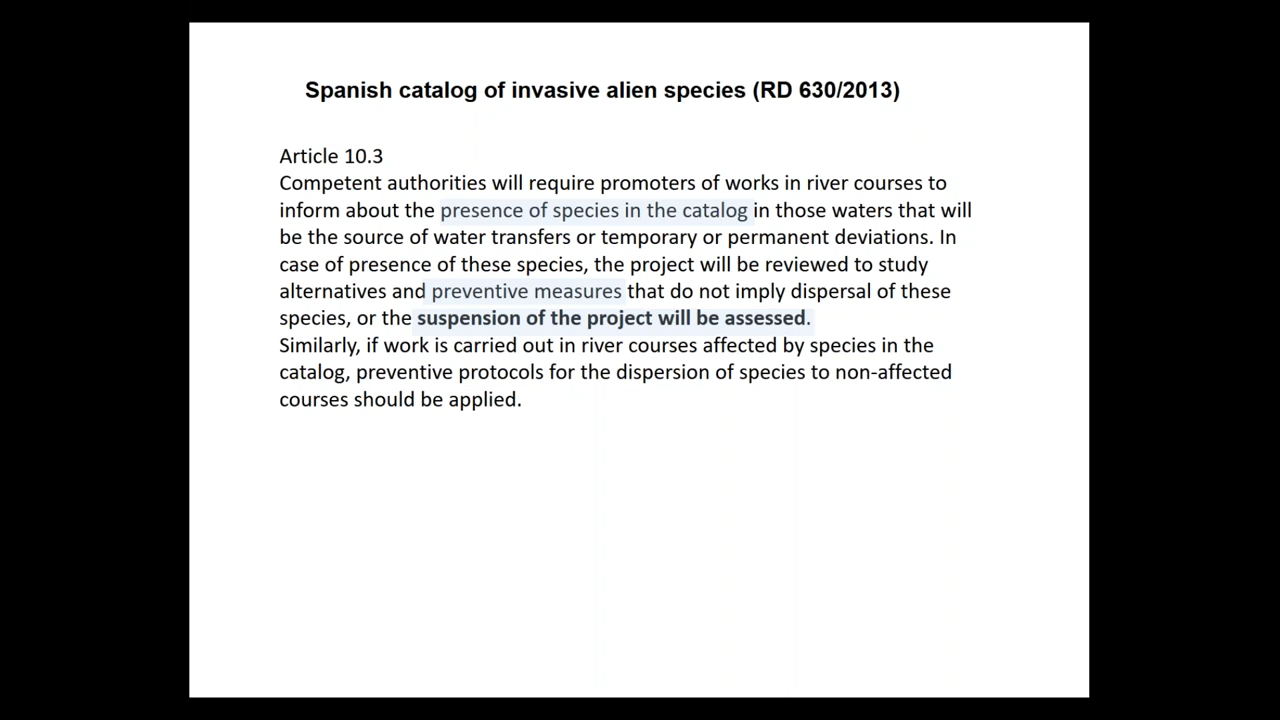 Spanish catalog of invasive alien species (RD 630/2013)
Article 10.3
Competent authorities will require promoters of works in river courses to
inform about the presence of species in the catalog in those waters that will
be the source of water transfers or temporary or permanent deviations. In
case of presence of these species, the project will be reviewed to study
alternatives and preventive measures that do not imply dispersal of these
species, or the suspension of the project will be assessed.
Similarly, if work is carried out in river courses affected by species in the
catalog, preventive protocols for the dispersion of species to non-affected
courses should be applied.